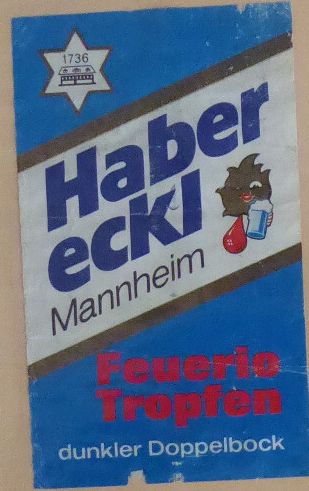 1736
Haber
eckl
Mannheim
Feuerio
Tropfen
dunkler Doppelbock